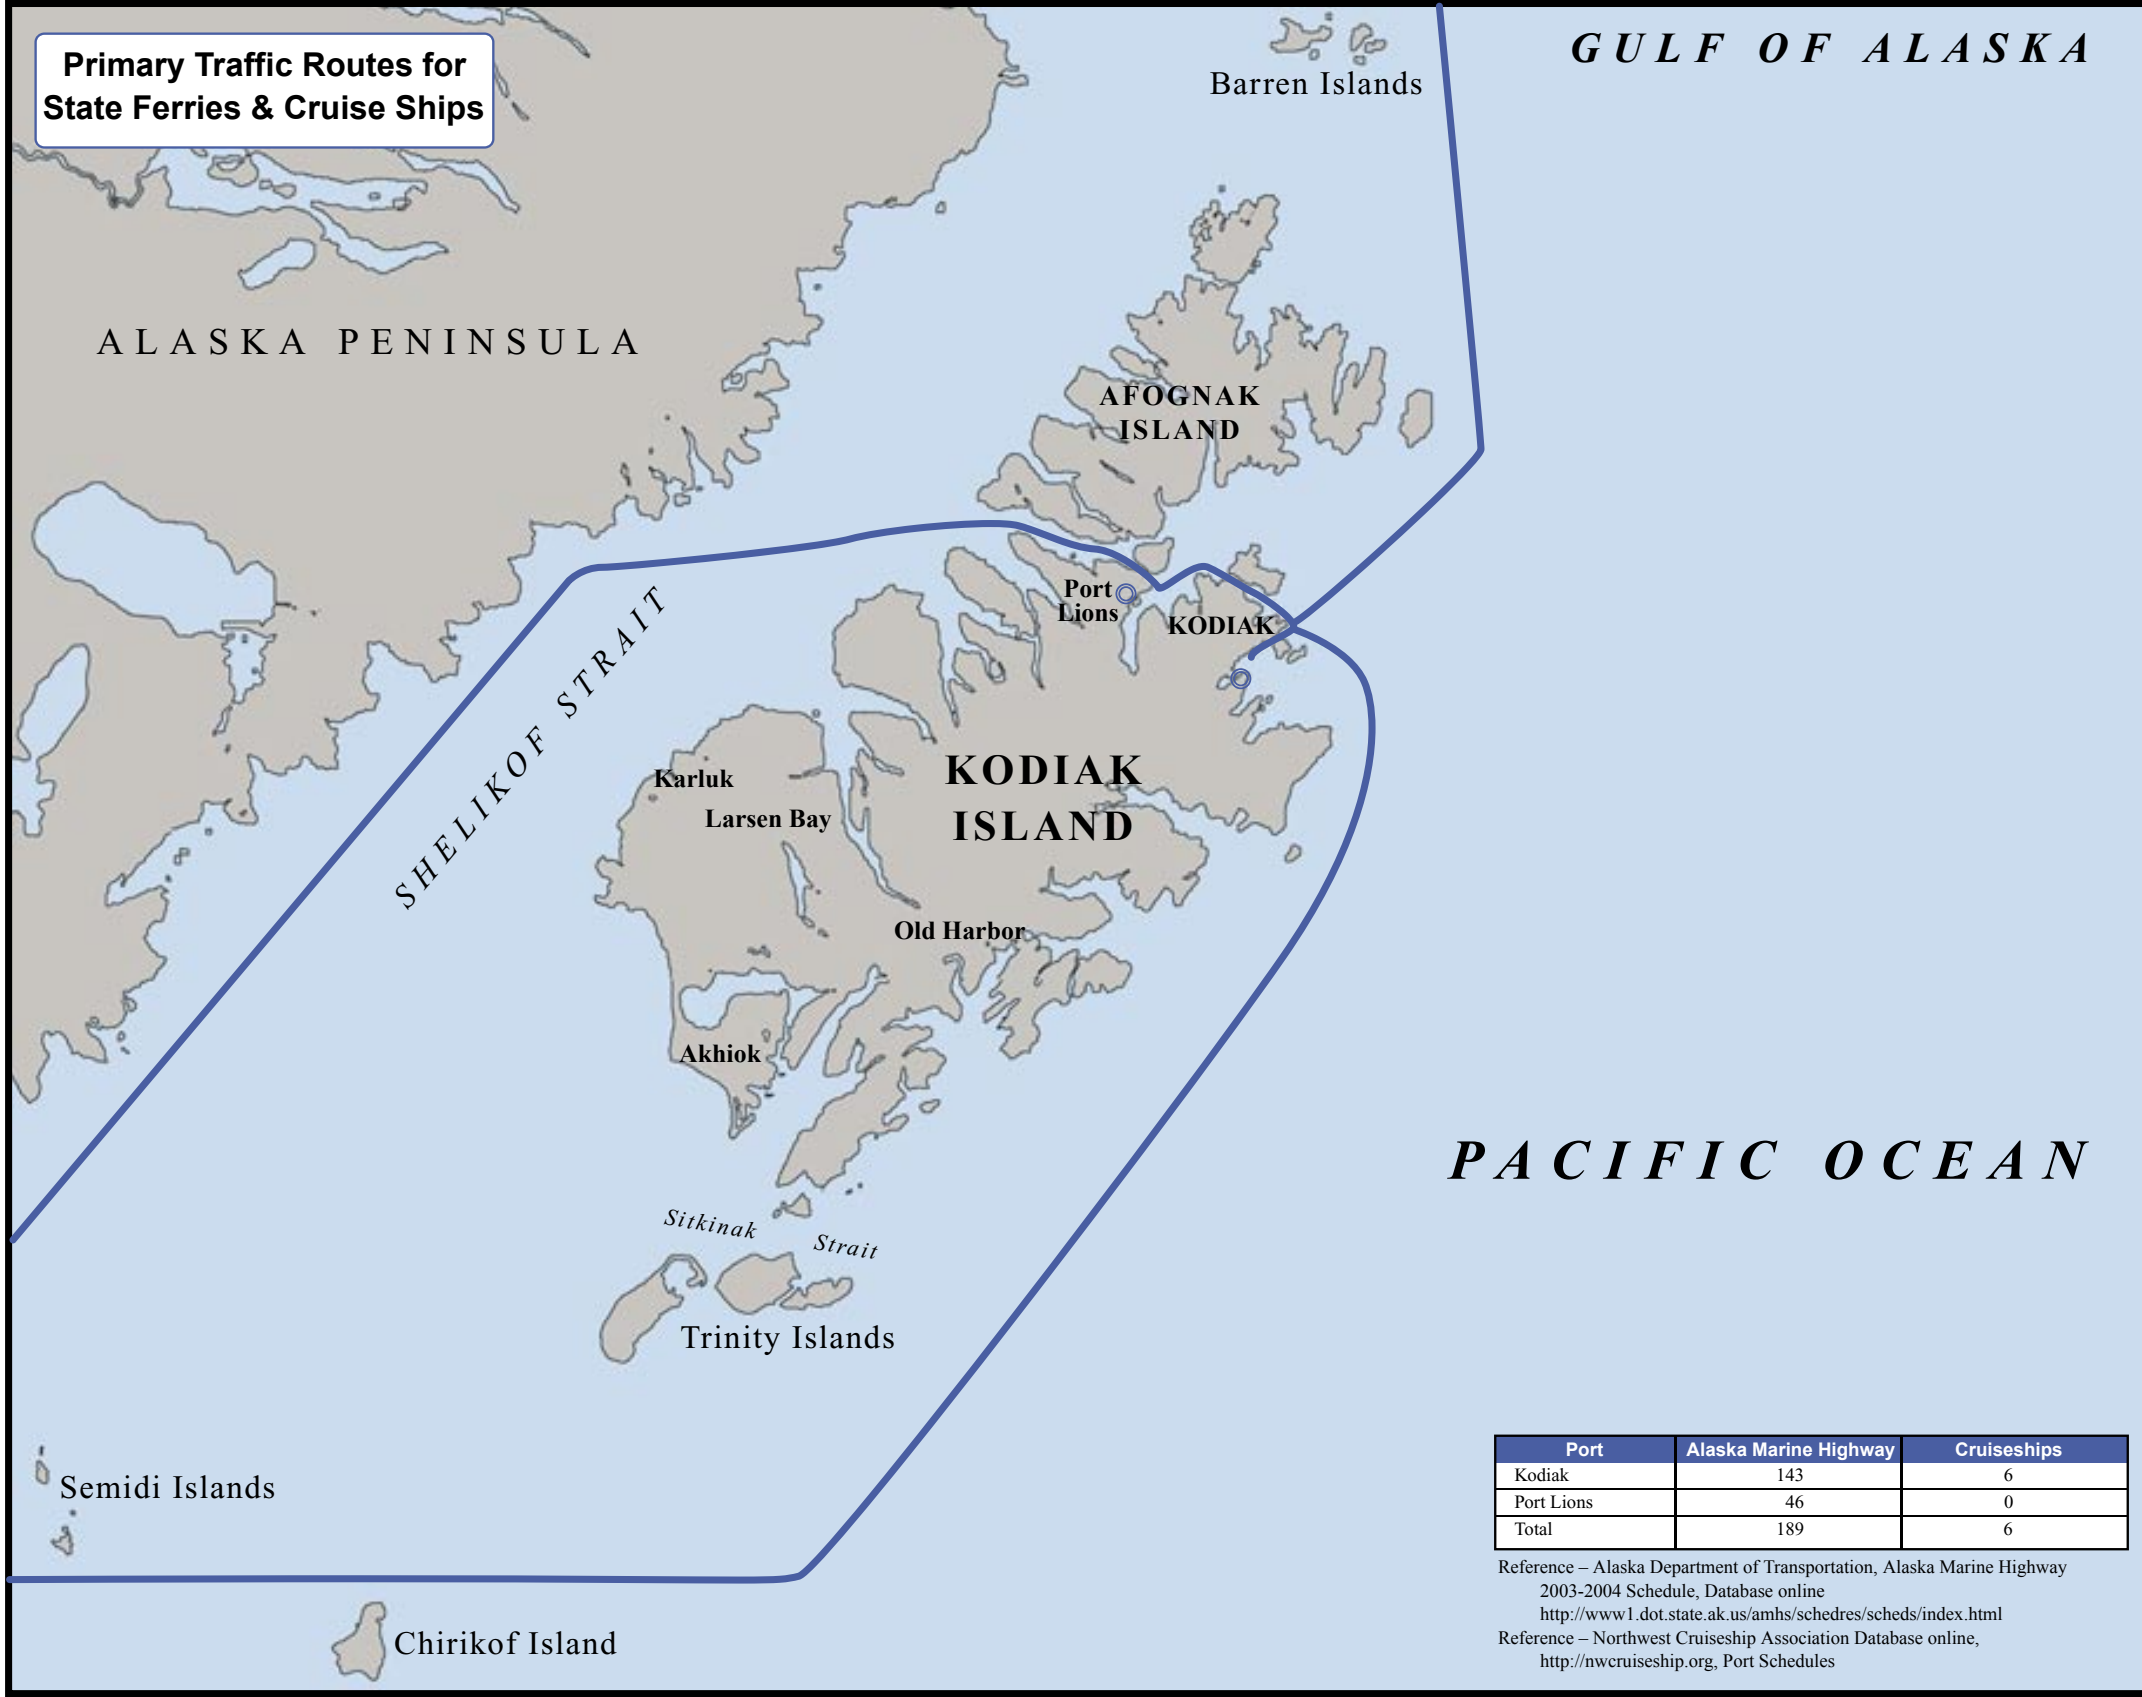 Primary Traffic Routes for
State Ferries & Cruise Ships
GULF OF ALASKA
Barren Islands
ALASKA PENINSULA
AFOGNAK
ISLAND
Port
Lions
KODIAK
SHELIKOF STRAIT
Karluk
Larsen Bay
KODIAK
ISLAND
Old Harbor
Akhiok
PACIFIC OCEAN
Sitkinak Strait
Trinity Islands
Semidi Islands
Chirikof Island
Port Alaska Marine Highway Cruiseships
Kodiak 143 6
Port Lions 46 0
Total 189 6
Reference – Alaska Department of Transportation, Alaska Marine Highway
2003-2004 Schedule, Database online
http://www1.dot.state.ak.us/amhs/schedres/scheds/index.html
Reference – Northwest Cruiseship Association Database online,
http://nwcruiseship.org, Port Schedules